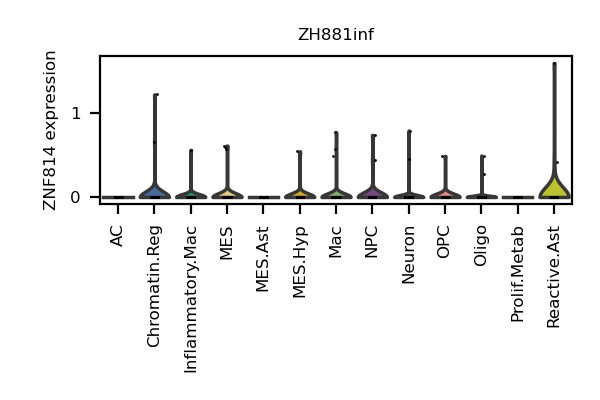 ZH881inf
ZNF814 expression
1
0
AC
Chromatin.Reg
Inflammatory.Mac
MES
MES.Ast
MES.Hyp
Mac
NPC
Neuron
OPC
Oligo
Prolif.Metab
Reactive.Ast